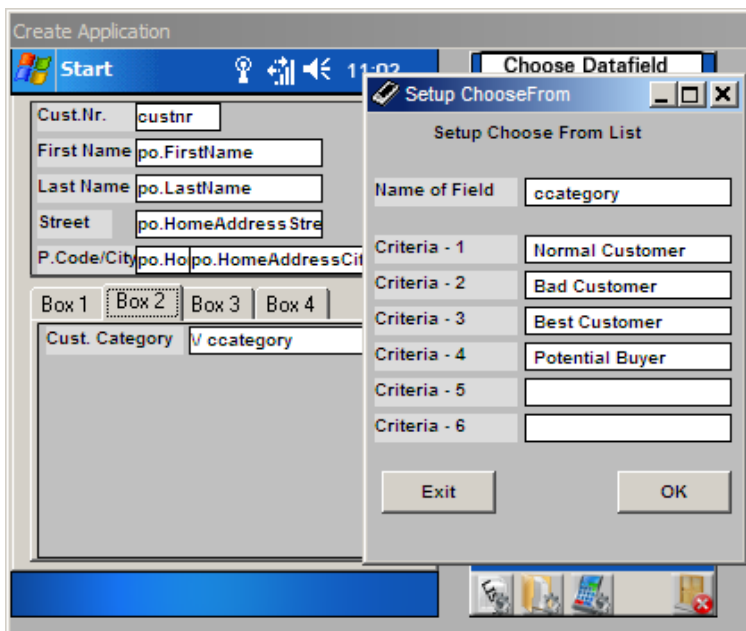 Create Application
Start
11:02
Choose Datafield
Cust.Nr. custnr
First Name po.FirstName
Last Name po.LastName
Street po.HomeAddressStre
P.Code/City po.Ho po.HomeAddressCit
Box 1 Box 2 Box 3 Box 4
Cust. Category V ccategory
Setup ChooseFrom
Setup Choose From List
Name of Field ccategory
Criteria - 1 Normal Customer
Criteria - 2 Bad Customer
Criteria - 3 Best Customer
Criteria - 4 Potential Buyer
Criteria - 5
Criteria - 6
Exit OK